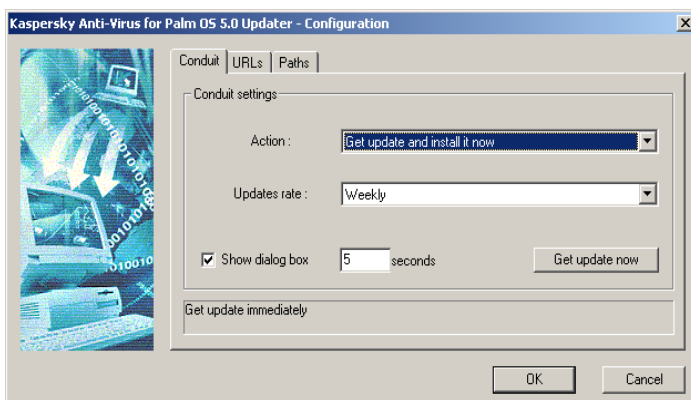 Kaspersky Anti-Virus for Palm OS 5.0 Updater - Configuration
Conduit URLs Paths
Conduit settings
Action : Get update and install it now
Updates rate : Weekly
Show dialog box 5 seconds Get update now
Get update immediately
OK Cancel